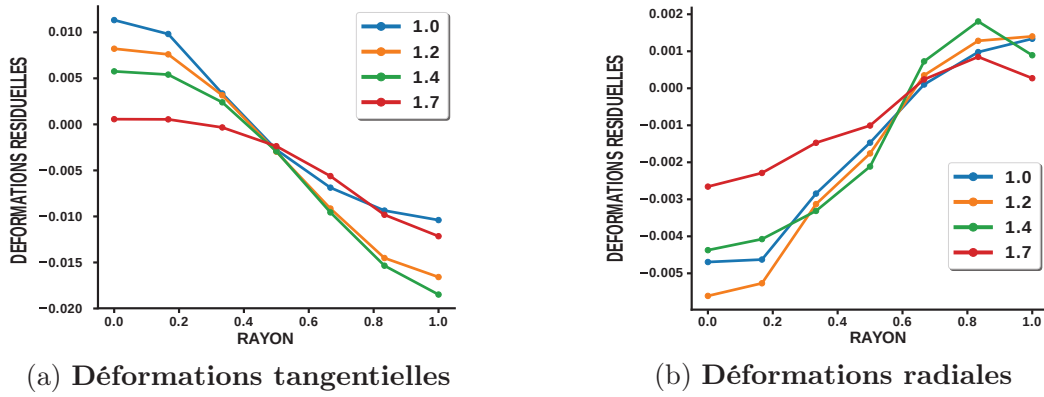 0.010
0.005
0.000
−0.005
−0.010
−0.015
−0.020
DEFORMATIONS RESIDUELLES
0.0 0.2 0.4 0.6 0.8 1.0
RAYON
1.0
1.2
1.4
1.7
(a) Déformations tangentielles
0.002
0.001
0.000
−0.001
−0.002
−0.003
−0.004
−0.005
DEFORMATIONS RESIDUELLES
0.0 0.2 0.4 0.6 0.8 1.0
RAYON
1.0
1.2
1.4
1.7
(b) Déformations radiales